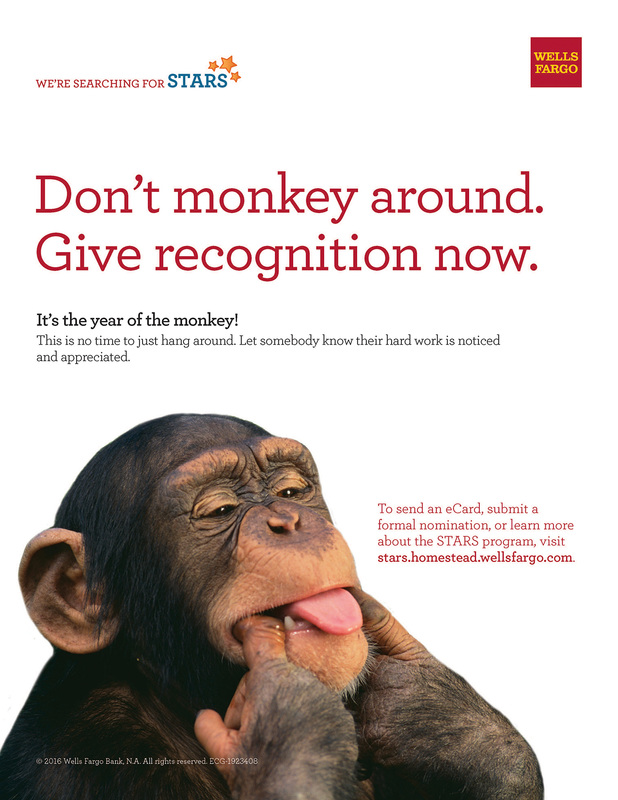 WE'RE SEARCHING FOR STARS
WELLS
FARGO
Don't monkey around.
Give recognition now.
It's the year of the monkey!
This is no time to just hang around. Let somebody know their hard work is noticed
and appreciated.
To send an eCard, submit a
formal nomination, or learn more
about the STARS program, visit
stars.homestead.wellsfargo.com.
© 2016 Wells Fargo Bank, N.A. All rights reserved. ECG-1923408